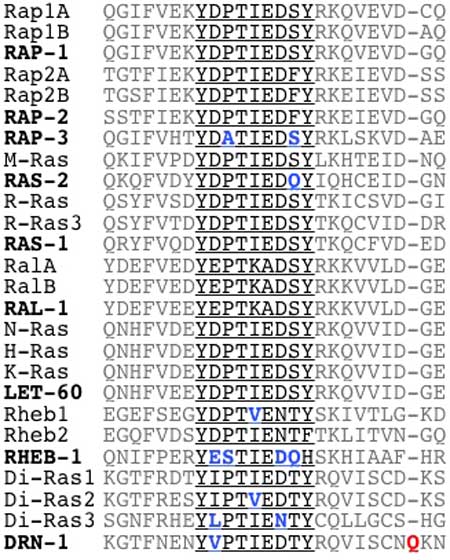 Rap1A QGIFVEKYDPTIEDSYRKQVEVD-CQ
Rap1B QGIFVEKYDPTIEDSYRKQVEVD-AQ
RAP-1 QGIFVEKYDPTIEDSYRKQVEVD-GQ
Rap2A TGTFIEKYDPTIEDFYRKEIEVD-SS
Rap2B TGSFIEKYDPTIEDFYRKEIEVD-SS
RAP-2 SSTFIEKYDPTIEDFYRKEIEVD-GQ
RAP-3 QGIFVHTYDATIEDSYRKLSKVD-AE
M-Ras QKIFVPDYDPTIEDSYLKHTEID-NQ
RAS-2 QKQFVDYYDPTIEDQYIQHCEID-GN
R-Ras QSYFVSDYDPTIEDSYTKICSVD-GI
R-Ras3 QSYFVTDYDPTIEDSYTKQCVID-DR
RAS-1 QRYFVQDYDPTIEDSYTKQCFVD-ED
RalA YDEFVEDYEPTKADSYRKKVVLD-GE
RalB YDEFVEDYEPTKADSYRKKVVLD-GE
RAL-1 YDEFVEEYEPTKADSYRKKVVLD-GE
N-Ras QNHFVDEYDPTIEDSYRKQVVID-GE
H-Ras QNHFVDEYDPTIEDSYRKQVVID-GE
K-Ras QNHFVDEYDPTIEDSYRKQVVID-GE
LET-60 QNHFVEEYDPTIEDSYRKQVVID-GE
Rheb1 EGEFSEGYDPTVENTYSKIVTLG-KD
Rheb2 EGQFVDSYDPTIENTFTKLITVN-GQ
RHEB-1 QNIFPERYESTIEDQHSKHIAAF-HR
Di-Ras1 KGTFRDTYIPTIEDTYRQVISCD-KS
Di-Ras2 KGTFRESYIPTVEDTYRQVISCD-KS
Di-Ras3 SGNFRHEYLPTIENTYCQLLGCS-HG
DRN-1 KGTFNENYVPTIEDTYRQVISCNQKN